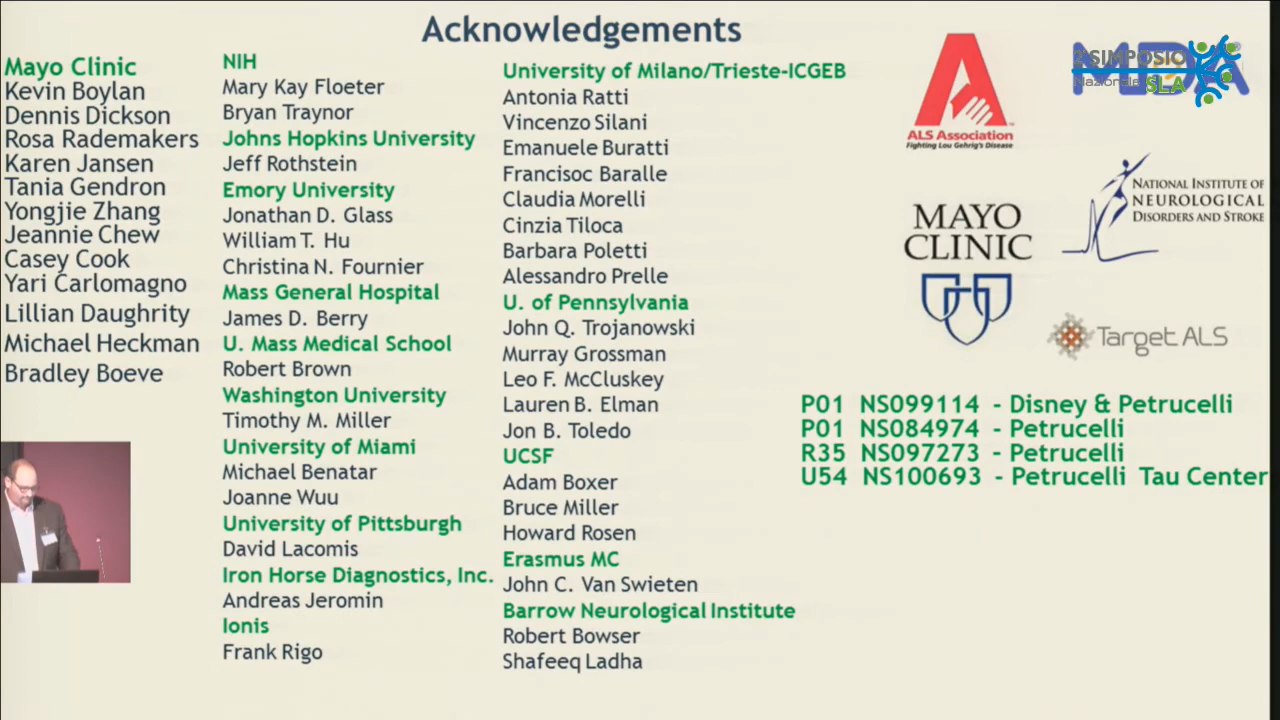 Acknowledgements
Mayo Clinic
Kevin Boylan
Dennis Dickson
Rosa Rademakers
Karen Jansen
Tania Gendron
Yongjie Zhang
Jeannie Chew
Casey Cook
Yari Carlomagno
Lillian Daughrity
Michael Heckman
Bradley Boeve
NIH
Mary Kay Floeter
Bryan Traynor
Johns Hopkins University
Jeff Rothstein
Emory University
Jonathan D. Glass
William T. Hu
Christina N. Fournier
Mass General Hospital
James D. Berry
U. Mass Medical School
Robert Brown
Washington University
Timothy M. Miller
University of Miami
Michael Benatar
Joanne Wuu
University of Pittsburgh
David Lacomis
Iron Horse Diagnostics, Inc.
Andreas Jeromin
Ionis
Frank Rigo
University of Milano/Trieste-ICGEB
Antonia Ratti
Vincenzo Silani
Emanuele Buratti
Francisoc Baralle
Claudia Morelli
Cinzia Tiloca
Barbara Poletti
Alessandro Prelle
U. of Pennsylvania
John Q. Trojanowski
Murray Grossman
Leo F. McCluskey
Lauren B. Elman
Jon B. Toledo
UCSF
Adam Boxer
Bruce Miller
Howard Rosen
Erasmus MC
John C. Van Swieten
Barrow Neurological Institute
Robert Bowser
Shafeeq Ladha
ALS Association
Fighting Lou Gehrig's Disease
MDA
SIMPOSIO
Nazionale
SLA
MAYO
CLINIC
NATIONAL INSTITUTE OF
NEUROLOGICAL
DISORDERS AND STROKE
Target ALS
P01 NS099114 - Disney & Petrucelli
P01 NS084974 - Petrucelli
R35 NS097273 - Petrucelli
U54 NS100693 - Petrucelli Tau Center